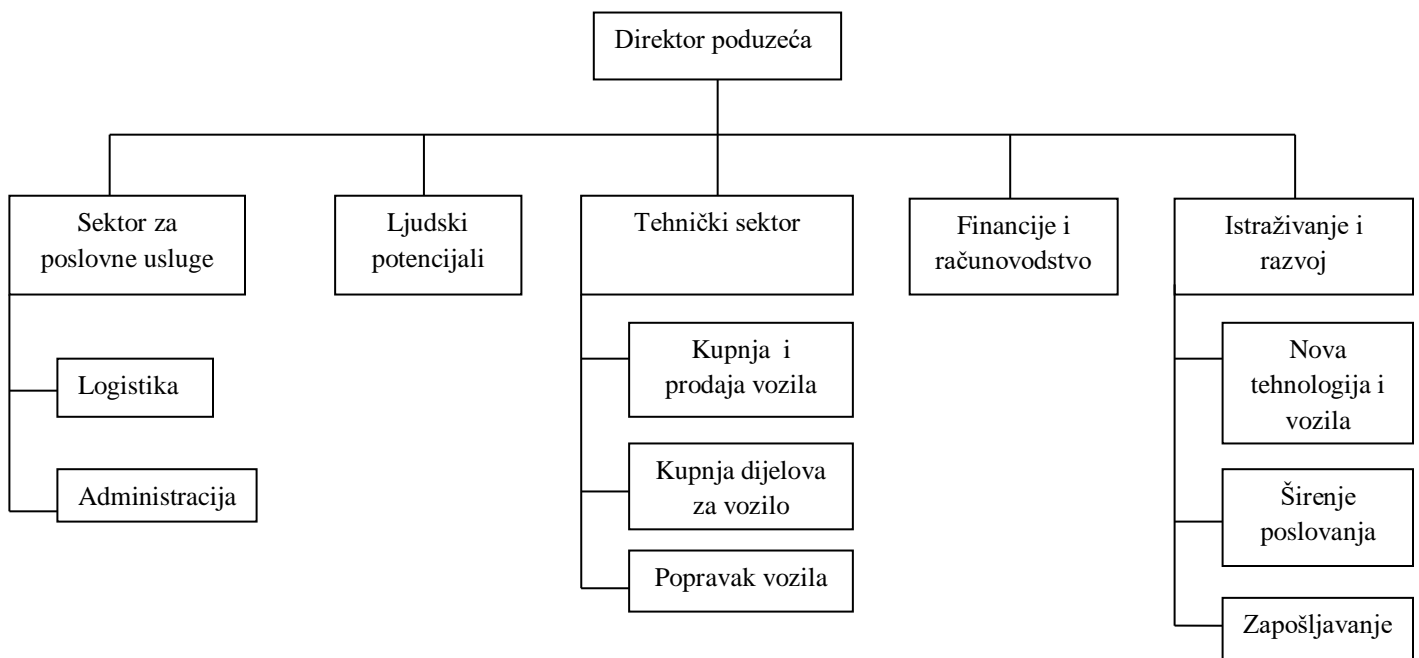 Direktor poduzeća
Sektor za
poslovne usluge
Ljudski
potencijali
Tehnički sektor
Financije i
računovodstvo
Istraživanje i
razvoj
Logistika
Administracija
Kupnja i
prodaja vozila
Kupnja dijelova
za vozilo
Popravak vozila
Nova
tehnologija i
vozila
Širenje
poslovanja
Zapošljavanje